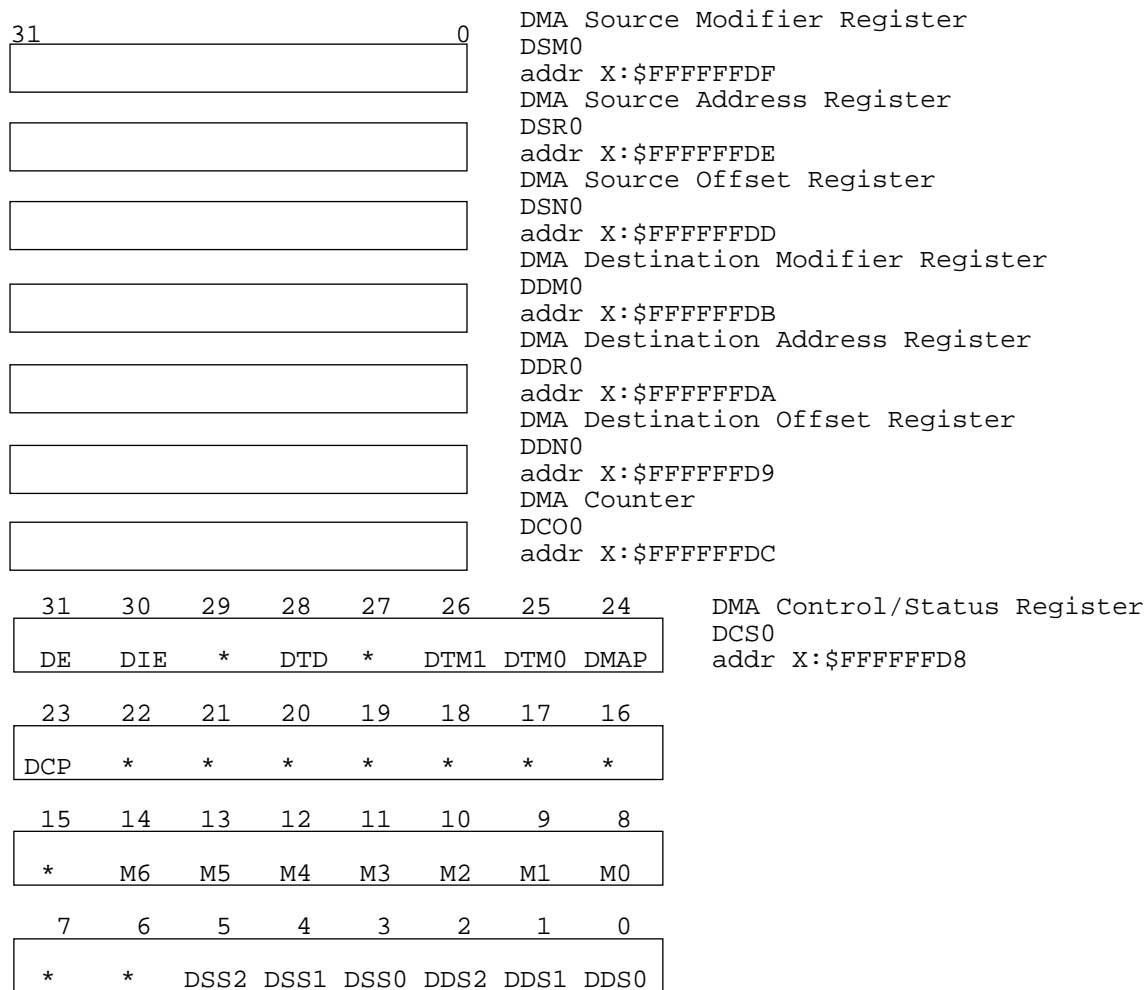 31 0
DMA Source Modifier Register
DSM0
addr X:$FFFFFFDF
DMA Source Address Register
DSR0
addr X:$FFFFFFDE
DMA Source Offset Register
DSN0
addr X:$FFFFFFDD
DMA Destination Modifier Register
DDM0
addr X:$FFFFFFDB
DMA Destination Address Register
DDR0
addr X:$FFFFFFDA
DMA Destination Offset Register
DDN0
addr X:$FFFFFFD9
DMA Counter
DCO0
addr X:$FFFFFFDC
31 30 29 28 27 26 25 24
DE DIE * DTD * DTM1 DTM0 DMAP
DMA Control/Status Register
DCS0
addr X:$FFFFFFD8
23 22 21 20 19 18 17 16
DCP * * * * * * *
15 14 13 12 11 10 9 8
* M6 M5 M4 M3 M2 M1 M0
7 6 5 4 3 2 1 0
* * DSS2 DSS1 DSS0 DDS2 DDS1 DDS0